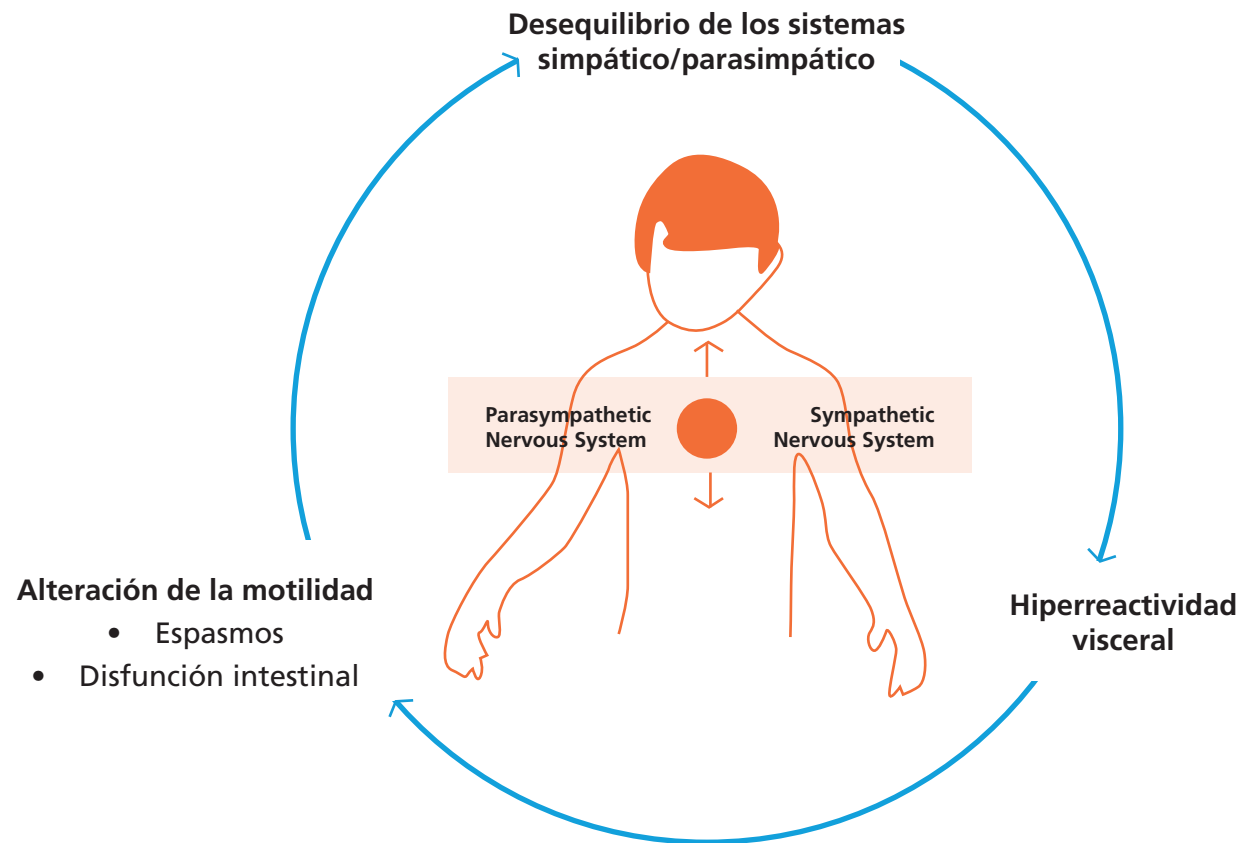 Desequilibrio de los sistemas
simpático/parasimpático
Parasympathetic
Nervous System
Sympathetic
Nervous System
Alteración de la motilidad
• Espasmos
• Disfunción intestinal
Hiperreactividad
visceral